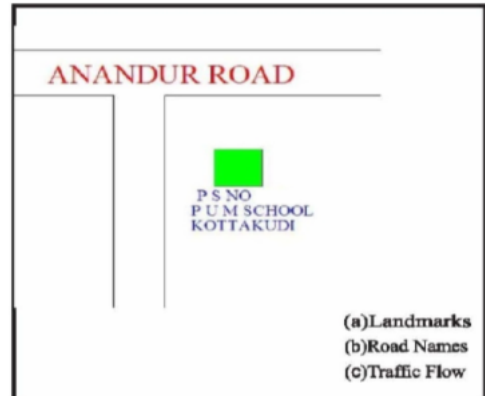 ANANDUR ROAD
P S NO
P U M SCHOOL
KOTTAKUDI
(a)Landmarks
(b)Road Names
(c)Traffic Flow